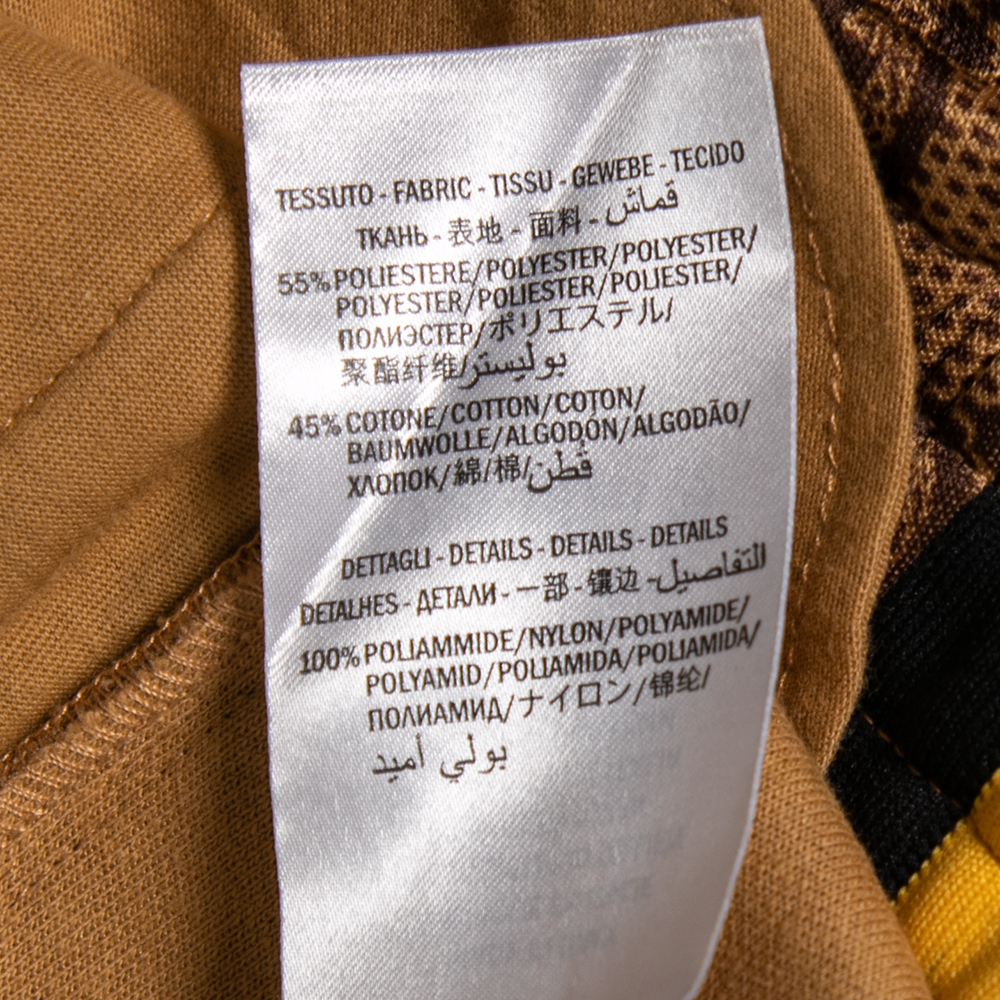 TESSUTO - FABRIC - TISSU - GEWEBE - TECIDO
ТКАНЬ - 表地 - 面料 - قماش
55% POLIESTERE/POLYESTER/POLYESTER/
POLYESTER/POLIESTER/POLIESTER/
ПОЛИЭСТЕР/ポリエステル/
聚酯纤维/بوليستر
45% COTONE/COTTON/COTON/
BAUMWOLLE/ALGODON/ALGODÃO/
ХЛОПОК/綿/棉/قطن
DETTAGLI - DETAILS - DETAILS - DETAILS
DETALHES - ДЕТАЛИ - 一部 - 镶边 - التفاصيل
100% POLIAMMIDE/NYLON/POLYAMIDE/
POLYAMID/POLIAMIDA/POLIAMIDA/
ПОЛИАМИД/ナイロン/锦纶/
بولي أميد